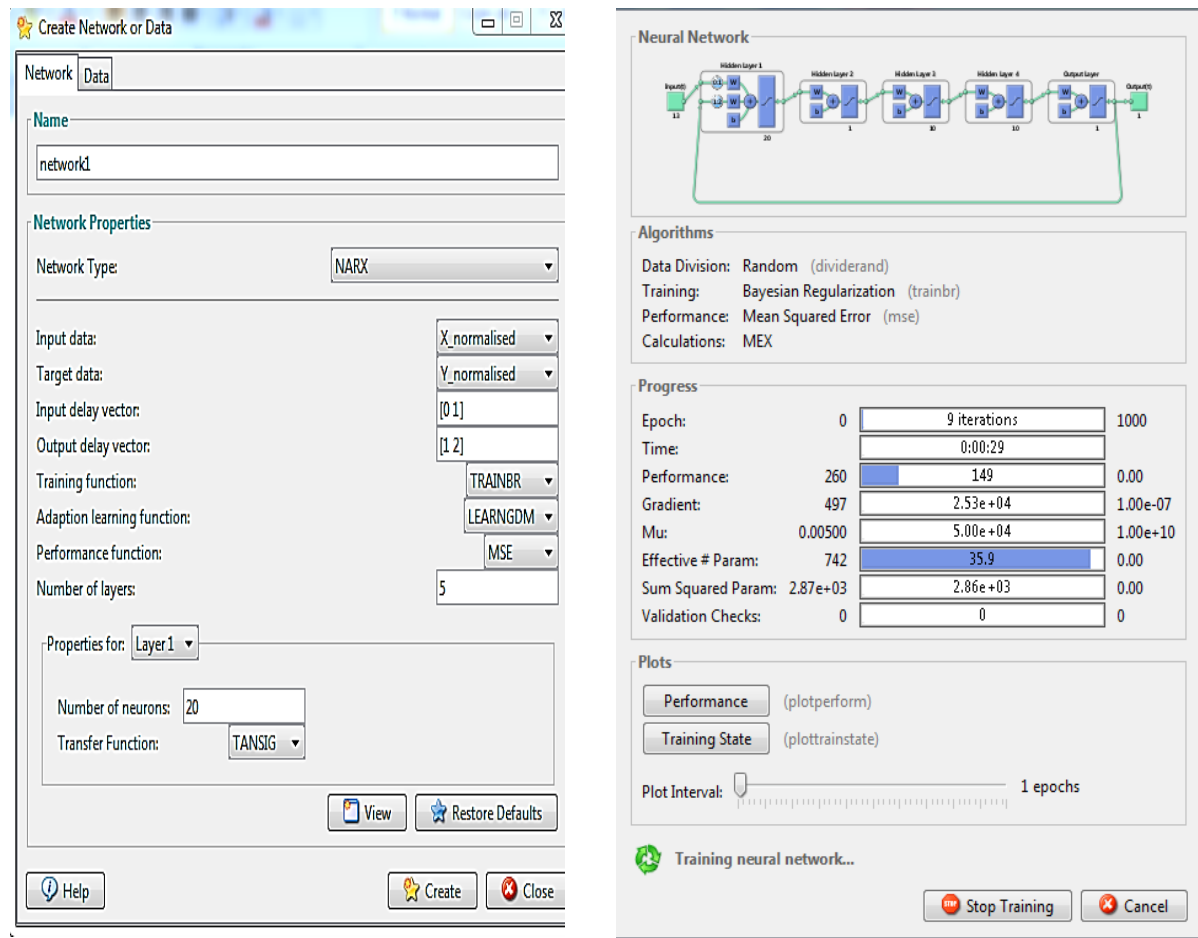 Create Network or Data
Network Data
Name
network1
Network Properties
Network Type: NARX
Input data: X_normalised
Target data: Y_normalised
Input delay vector: [0 1]
Output delay vector: [1 2]
Training function: TRAINBR
Adaption learning function: LEARNGDM
Performance function: MSE
Number of layers: 5
Properties for: Layer1
Number of neurons: 20
Transfer Function: TANSIG
View Restore Defaults
Help Create Close
Neural Network
Hidden Layer 1 Hidden Layer 2 Hidden Layer 3 Hidden Layer 4 Output Layer
Input(t) Output(t)
0:1 W W W W W
1:2 W
b b b b b
13 20 1 10 10 1 1
Algorithms
Data Division: Random (dividerand)
Training: Bayesian Regularization (trainbr)
Performance: Mean Squared Error (mse)
Calculations: MEX
Progress
Epoch: 0 9 iterations 1000
Time: 0:00:29
Performance: 260 149 0.00
Gradient: 497 2.53e+04 1.00e-07
Mu: 0.00500 5.00e+04 1.00e+10
Effective # Param: 742 35.9 0.00
Sum Squared Param: 2.87e+03 2.86e+03 0.00
Validation Checks: 0 0 0
Plots
Performance (plotperform)
Training State (plottrainstate)
Plot Interval: 1 epochs
Training neural network...
STOP Stop Training Cancel